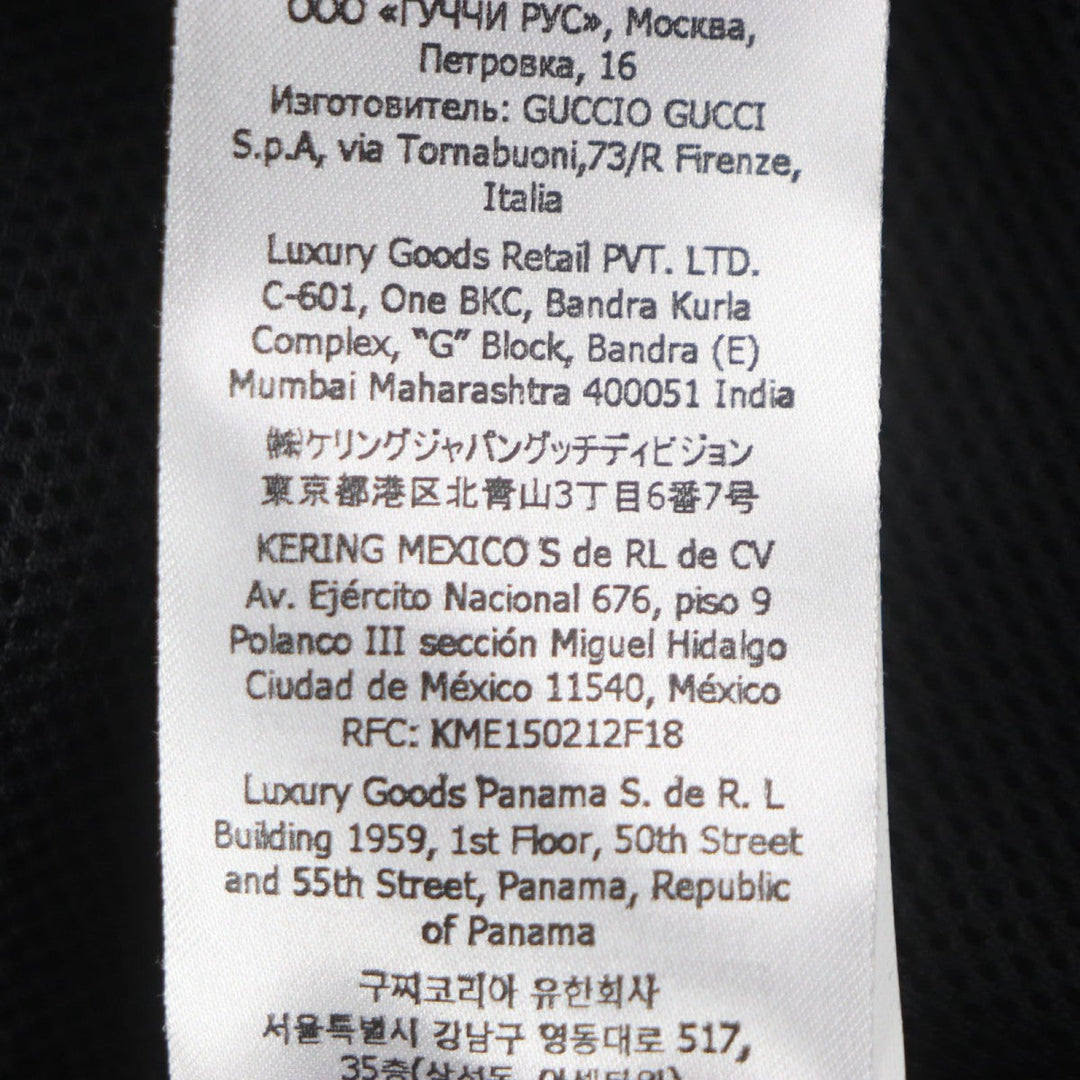 ООО «ГУЧЧИ РУС», Москва,
Петровка, 16
Изготовитель: GUCCIO GUCCI
S.p.A, via Tornabuoni,73/R Firenze,
Italia
Luxury Goods Retail PVT. LTD.
C-601, One BKC, Bandra Kurla
Complex, "G" Block, Bandra (E)
Mumbai Maharashtra 400051 India
㈱ケリングジャパングッチディビジョン
東京都港区北青山3丁目6番7号
KERING MEXICO S de RL de CV
Av. Ejército Nacional 676, piso 9
Polanco III sección Miguel Hidalgo
Ciudad de México 11540, México
RFC: KME150212F18
Luxury Goods Panama S. de R. L
Building 1959, 1st Floor, 50th Street
and 55th Street, Panama, Republic
of Panama
구찌코리아 유한회사
서울특별시 강남구 영동대로 517,
35층(삼성동,